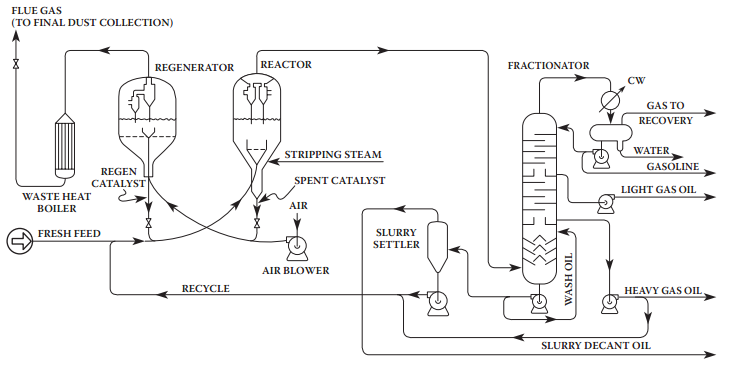 FLUE GAS
(TO FINAL DUST COLLECTION)
REGENERATOR
REACTOR
FRACTIONATOR
CW
GAS TO
RECOVERY
WATER
GASOLINE
STRIPPING STEAM
REGEN
CATALYST
SPENT CATALYST
LIGHT GAS OIL
WASTE HEAT
BOILER
AIR
FRESH FEED
SLURRY
SETTLER
AIR BLOWER
WASH OIL
RECYCLE
HEAVY GAS OIL
SLURRY DECANT OIL